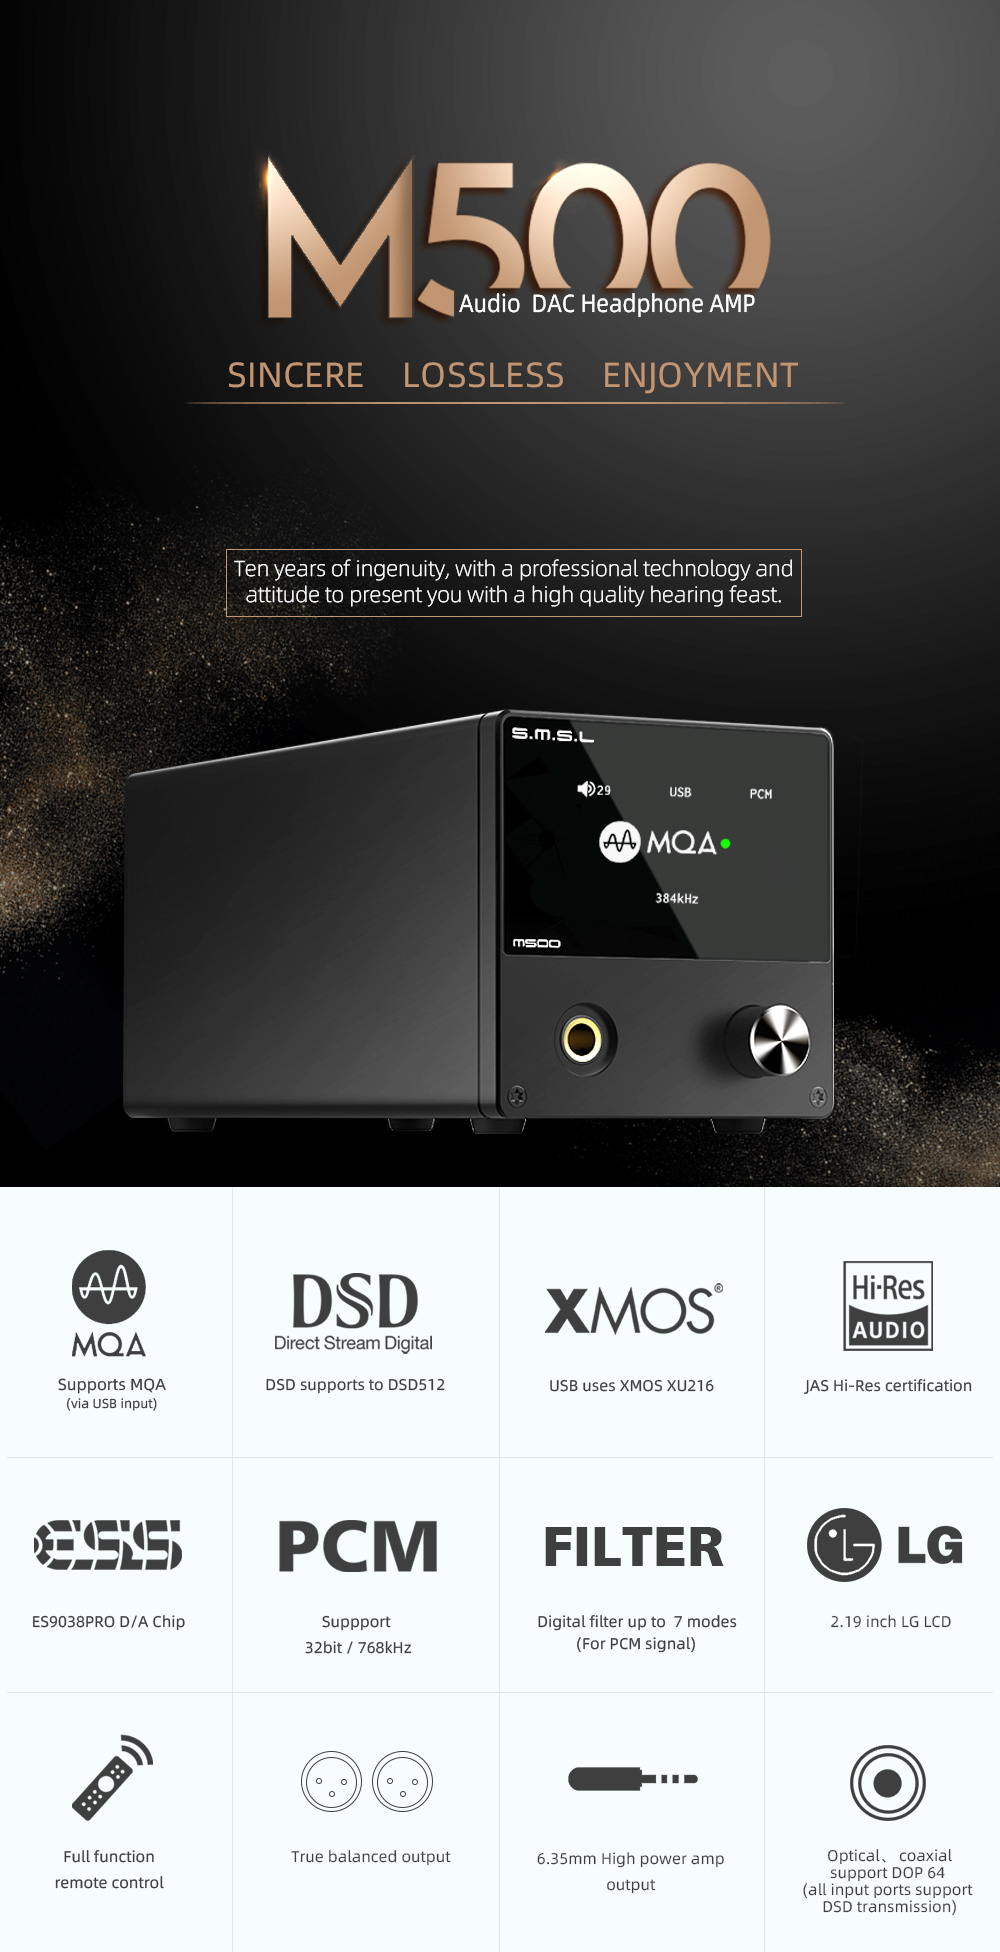 M500
Audio DAC Headphone AMP
SINCERE LOSSLESS ENJOYMENT
Ten years of ingenuity, with a professional technology and
attitude to present you with a high quality hearing feast.
S.M.S.L
29 USB PCM
MQA
384kHz
M500
MQA
Supports MQA
(via USB input)
DSD
Direct Stream Digital
DSD supports to DSD512
XMOS®
USB uses XMOS XU216
Hi-Res
AUDIO
JAS Hi-Res certification
ESS
ES9038PRO D/A Chip
PCM
Suppport
32bit / 768kHz
FILTER
Digital filter up to 7 modes
(For PCM signal)
LG
2.19 inch LG LCD
Full function
remote control
True balanced output
6.35mm High power amp
output
Optical、 coaxial
support DOP 64
(all input ports support
DSD transmission)